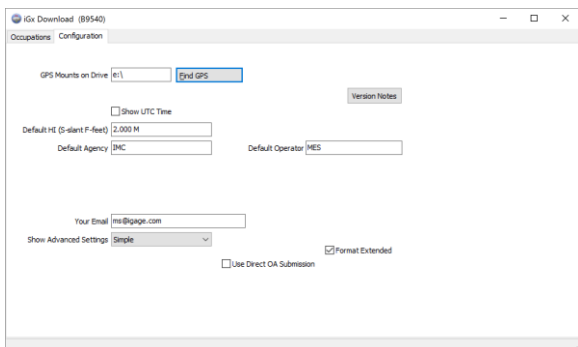 iGx Download (B9540)
Occupations Configuration
GPS Mounts on Drive e:\ Find GPS
Version Notes
Show UTC Time
Default HI (S-slant F-feet) 2.000 M
Default Agency IMC Default Operator MES
Your Email ms@igage.com
Show Advanced Settings Simple
Format Extended
Use Direct OA Submission